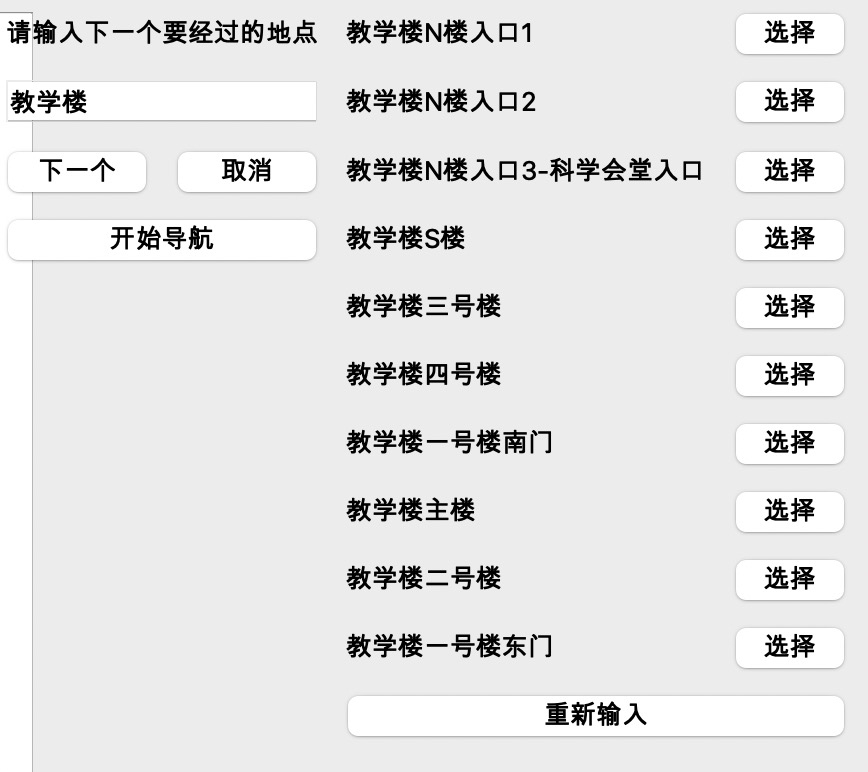 请输入下一个要经过的地点
教学楼
下一个 取消
开始导航
教学楼N楼入口1 选择
教学楼N楼入口2 选择
教学楼N楼入口3-科学会堂入口 选择
教学楼S楼 选择
教学楼三号楼 选择
教学楼四号楼 选择
教学楼一号楼南门 选择
教学楼主楼 选择
教学楼二号楼 选择
教学楼一号楼东门 选择
重新输入